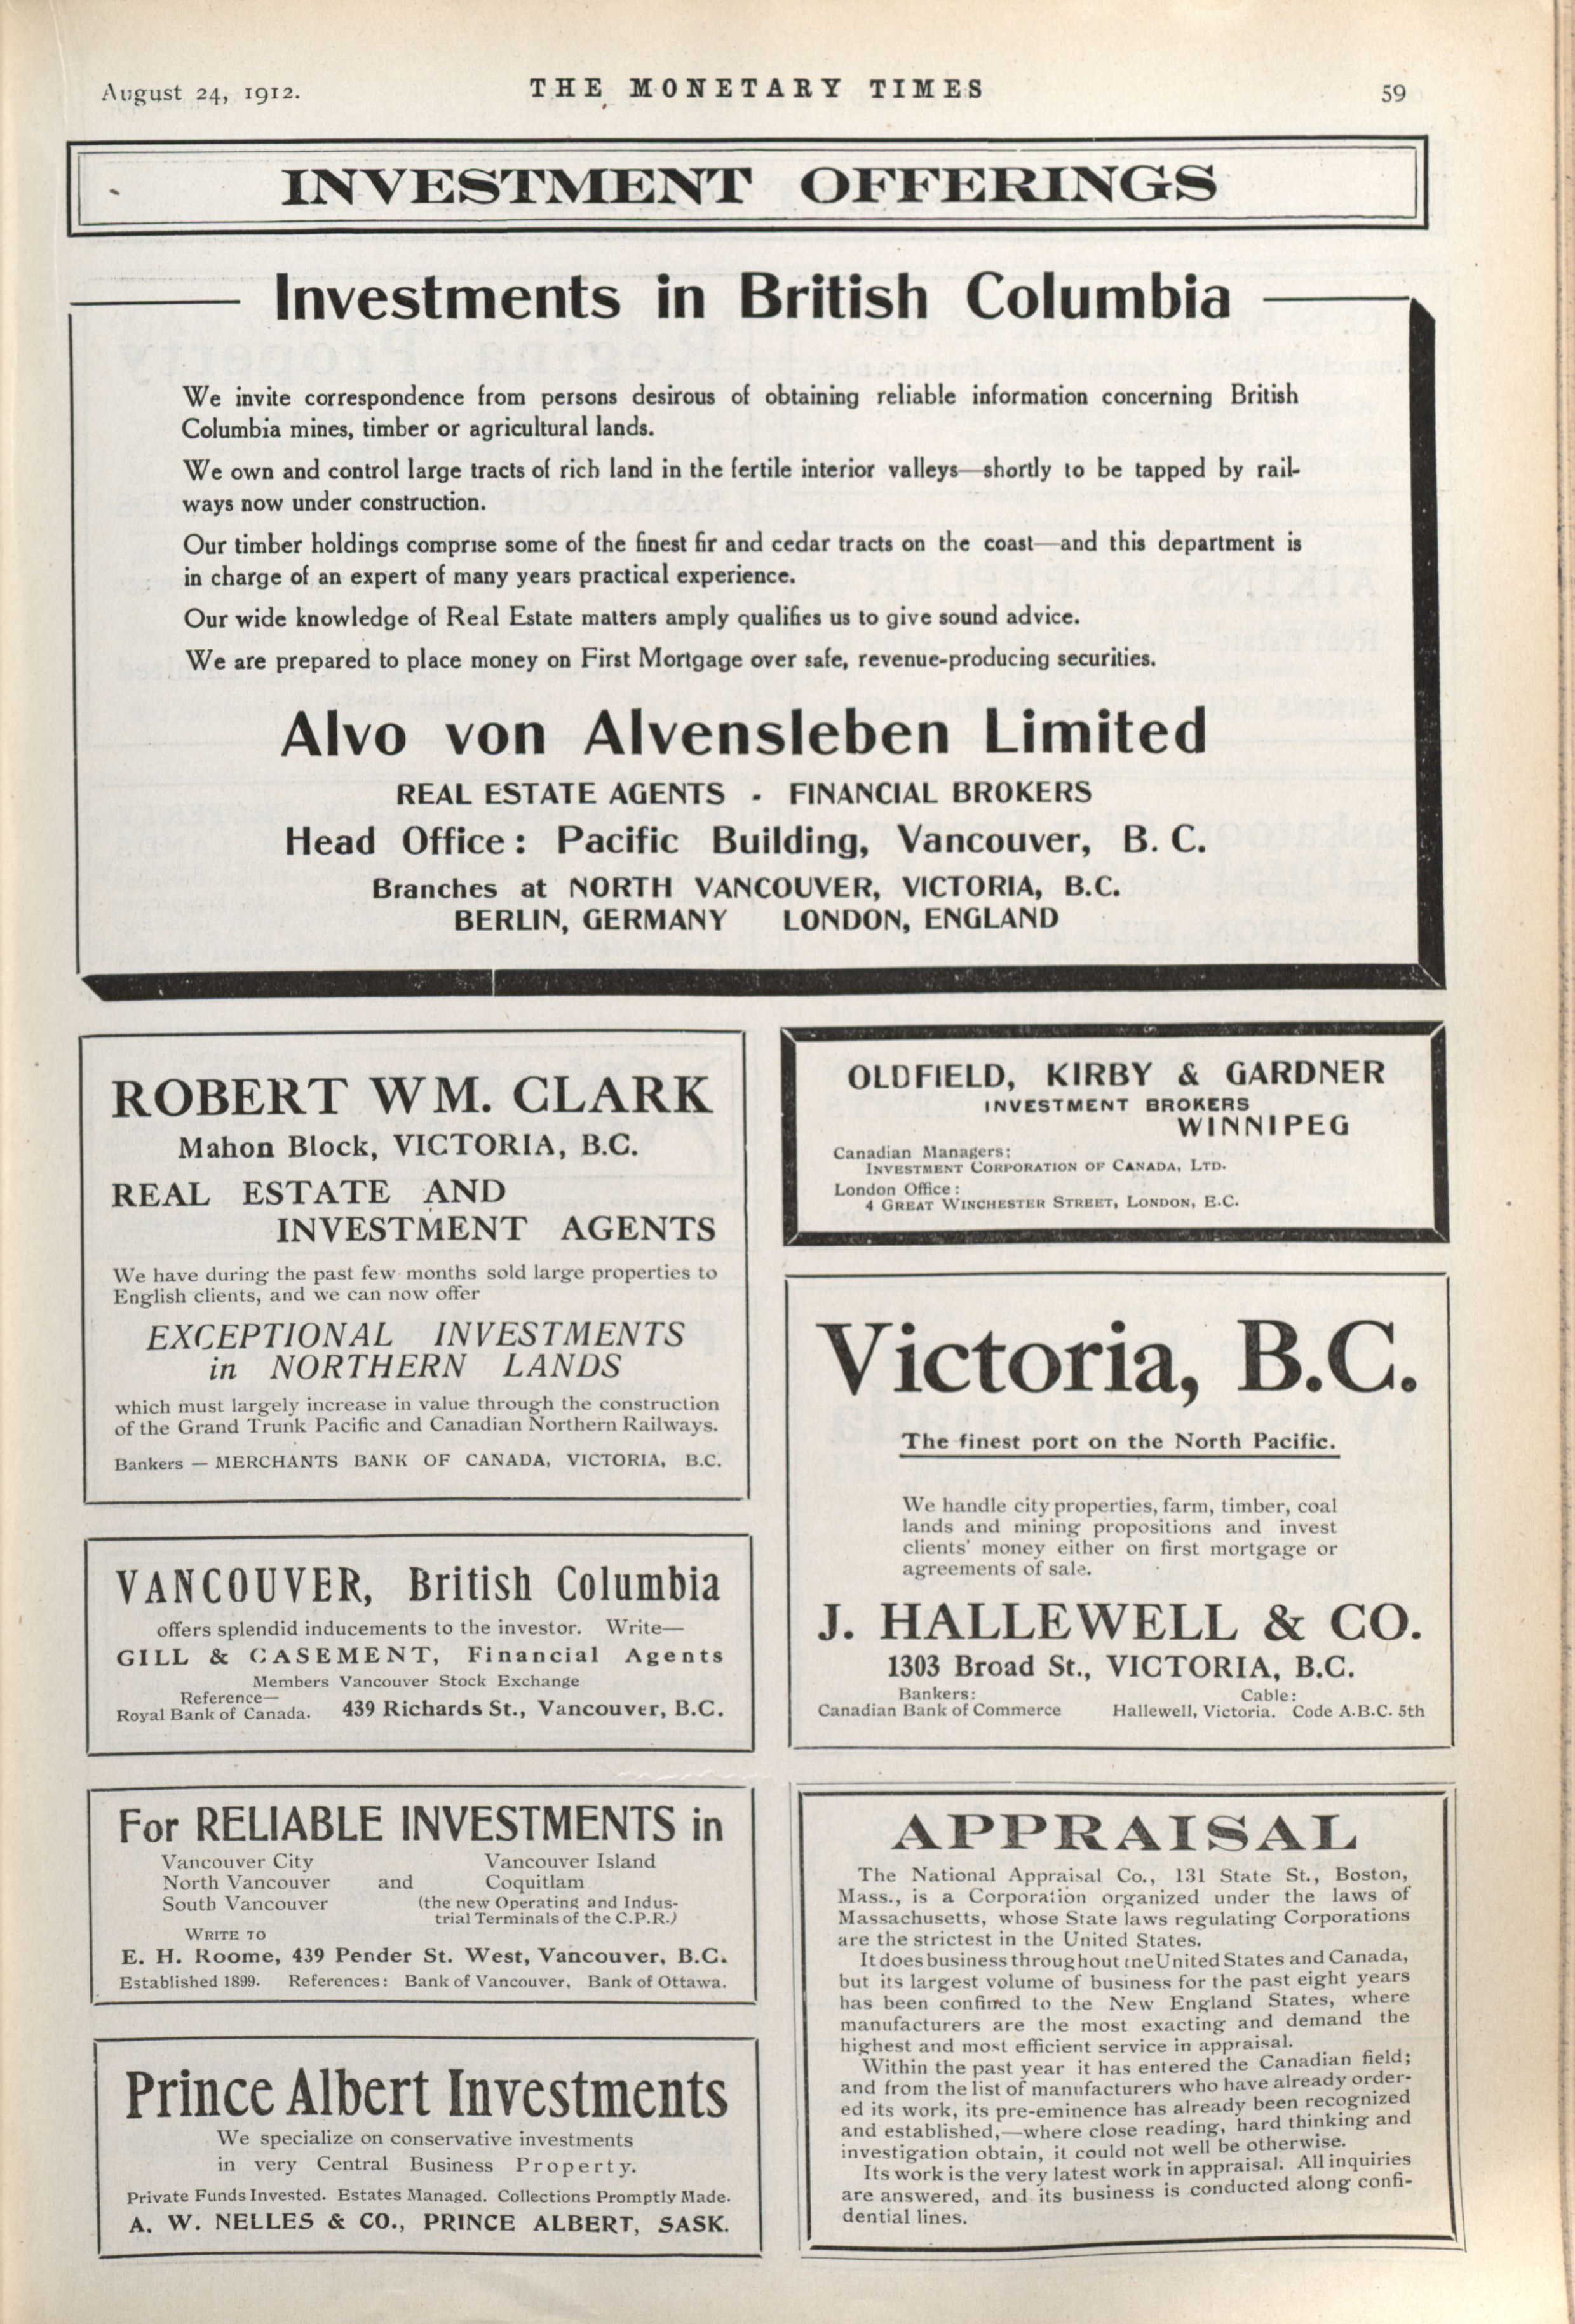 August 24, 1912.
THE MONETARY TIMES
59
INVESTMENT OFFERINGS
Investments in British Columbia
We invite correspondence from persons desirous of obtaining reliable information concerning British
Columbia mines, timber or agricultural lands.
We own and control large tracts of rich land in the fertile interior valleys—shortly to be tapped by rail-
ways now under construction.
Our timber holdings comprise some of the finest fir and cedar tracts on the coast—and this department is
in charge of an expert of many years practical experience.
Our wide knowledge of Real Estate matters amply qualifies us to give sound advice.
We are prepared to place money on First Mortgage over safe, revenue-producing securities.
Alvo von Alvensleben Limited
REAL ESTATE AGENTS - FINANCIAL BROKERS
Head Office: Pacific Building, Vancouver, B. C.
Branches at NORTH VANCOUVER, VICTORIA, B.C.
BERLIN, GERMANY LONDON, ENGLAND
ROBERT WM. CLARK
Mahon Block, VICTORIA, B.C.
REAL ESTATE AND
INVESTMENT AGENTS
We have during the past few months sold large properties to
English clients, and we can now offer
EXCEPTIONAL INVESTMENTS
in NORTHERN LANDS
which must largely increase in value through the construction
of the Grand Trunk Pacific and Canadian Northern Railways.
Bankers — MERCHANTS BANK OF CANADA, VICTORIA, B.C.
VANCOUVER, British Columbia
offers splendid inducements to the investor. Write—
GILL & CASEMENT, Financial Agents
Members Vancouver Stock Exchange
Reference—
Royal Bank of Canada. 439 Richards St., Vancouver, B.C.
For RELIABLE INVESTMENTS in
Vancouver City Vancouver Island
North Vancouver and Coquitlam
South Vancouver (the new Operating and Indus-
trial Terminals of the C.P.R.)
WRITE TO
E. H. Roome, 439 Pender St. West, Vancouver, B.C.
Established 1899. References: Bank of Vancouver, Bank of Ottawa.
Prince Albert Investments
We specialize on conservative investments
in very Central Business Property.
Private Funds Invested. Estates Managed. Collections Promptly Made.
A. W. NELLES & CO., PRINCE ALBERT, SASK.
OLDFIELD, KIRBY & GARDNER
INVESTMENT BROKERS
WINNIPEG
Canadian Managers:
INVESTMENT CORPORATION OF CANADA, LTD.
London Office:
4 GREAT WINCHESTER STREET, LONDON, E.C.
Victoria, B.C.
The finest port on the North Pacific.
We handle city properties, farm, timber, coal
lands and mining propositions and invest
clients' money either on first mortgage or
agreements of sale.
J. HALLEWELL & CO.
1303 Broad St., VICTORIA, B.C.
Bankers: Cable:
Canadian Bank of Commerce Hallewell, Victoria. Code A.B.C. 5th
APPRAISAL
The National Appraisal Co., 131 State St., Boston,
Mass., is a Corporation organized under the laws of
Massachusetts, whose State laws regulating Corporations
are the strictest in the United States.
It does business throughout the United States and Canada,
but its largest volume of business for the past eight years
has been confined to the New England States, where
manufacturers are the most exacting and demand the
highest and most efficient service in appraisal.
Within the past year it has entered the Canadian field;
and from the list of manufacturers who have already order-
ed its work, its pre-eminence has already been recognized
and established,—where close reading, hard thinking and
investigation obtain, it could not well be otherwise.
Its work is the very latest work in appraisal. All inquiries
are answered, and its business is conducted along confi-
dential lines.